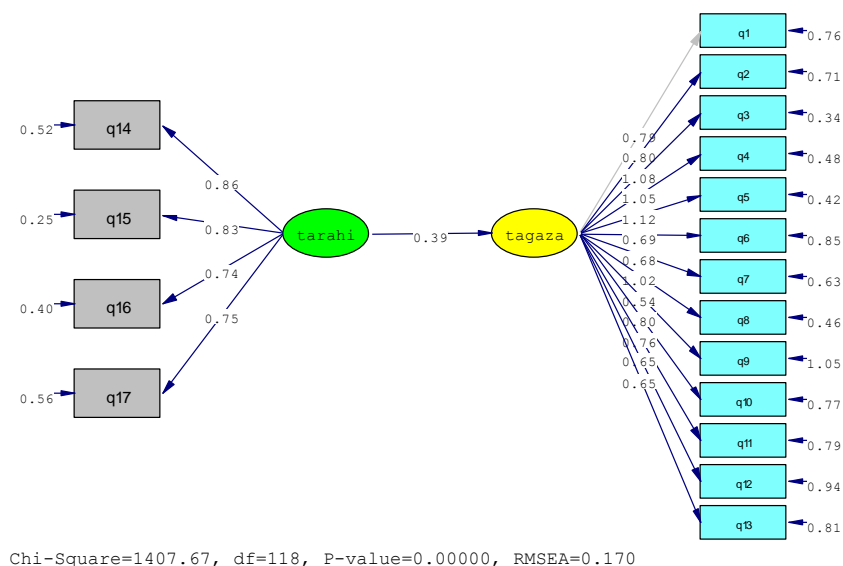 q14
q15
q16
q17
0.52
0.25
0.40
0.56
0.86
0.83
0.74
0.75
tarahi
0.39
tagaza
0.79
0.80
1.08
1.05
1.12
0.69
0.68
1.02
0.54
0.80
0.76
0.65
0.65
q1
0.76
q2
0.71
q3
0.34
q4
0.48
q5
0.42
q6
0.85
q7
0.63
q8
0.46
q9
1.05
q10
0.77
q11
0.79
q12
0.94
q13
0.81
Chi-Square=1407.67, df=118, P-value=0.00000, RMSEA=0.170